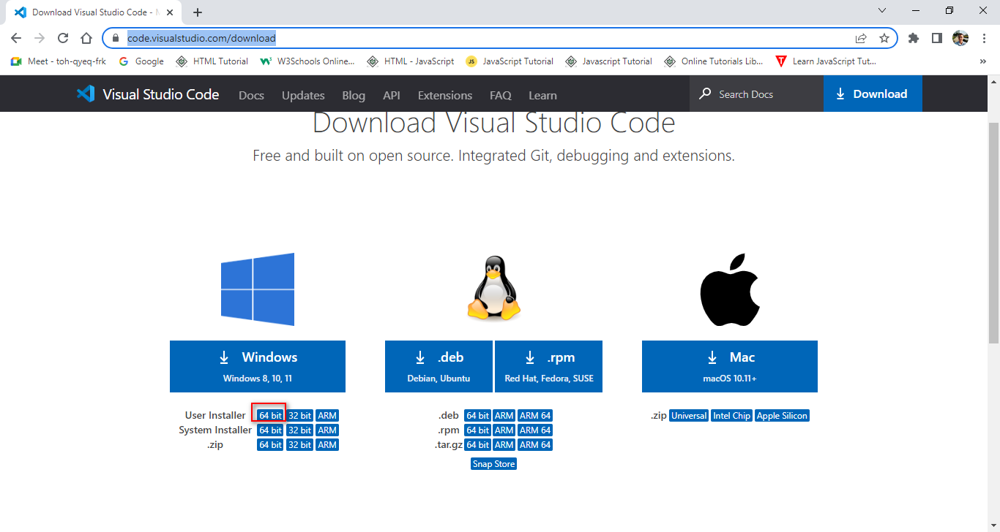 Download Visual Studio Code -
code.visualstudio.com/download
Meet - toh-qyeq-frk Google HTML Tutorial W3Schools Online... HTML - JavaScript JS JavaScript Tutorial Javascript Tutorial Online Tutorials Lib... Learn JavaScript Tut... »
Visual Studio Code Docs Updates Blog API Extensions FAQ Learn Search Docs Download
Download Visual Studio Code
Free and built on open source. Integrated Git, debugging and extensions.
Windows
Windows 8, 10, 11
User Installer 64 bit 32 bit ARM
System Installer 64 bit 32 bit ARM
.zip 64 bit 32 bit ARM
.deb
Debian, Ubuntu
.rpm
Red Hat, Fedora, SUSE
.deb 64 bit ARM ARM 64
.rpm 64 bit ARM ARM 64
.tar.gz 64 bit ARM ARM 64
Snap Store
Mac
macOS 10.11+
.zip Universal Intel Chip Apple Silicon